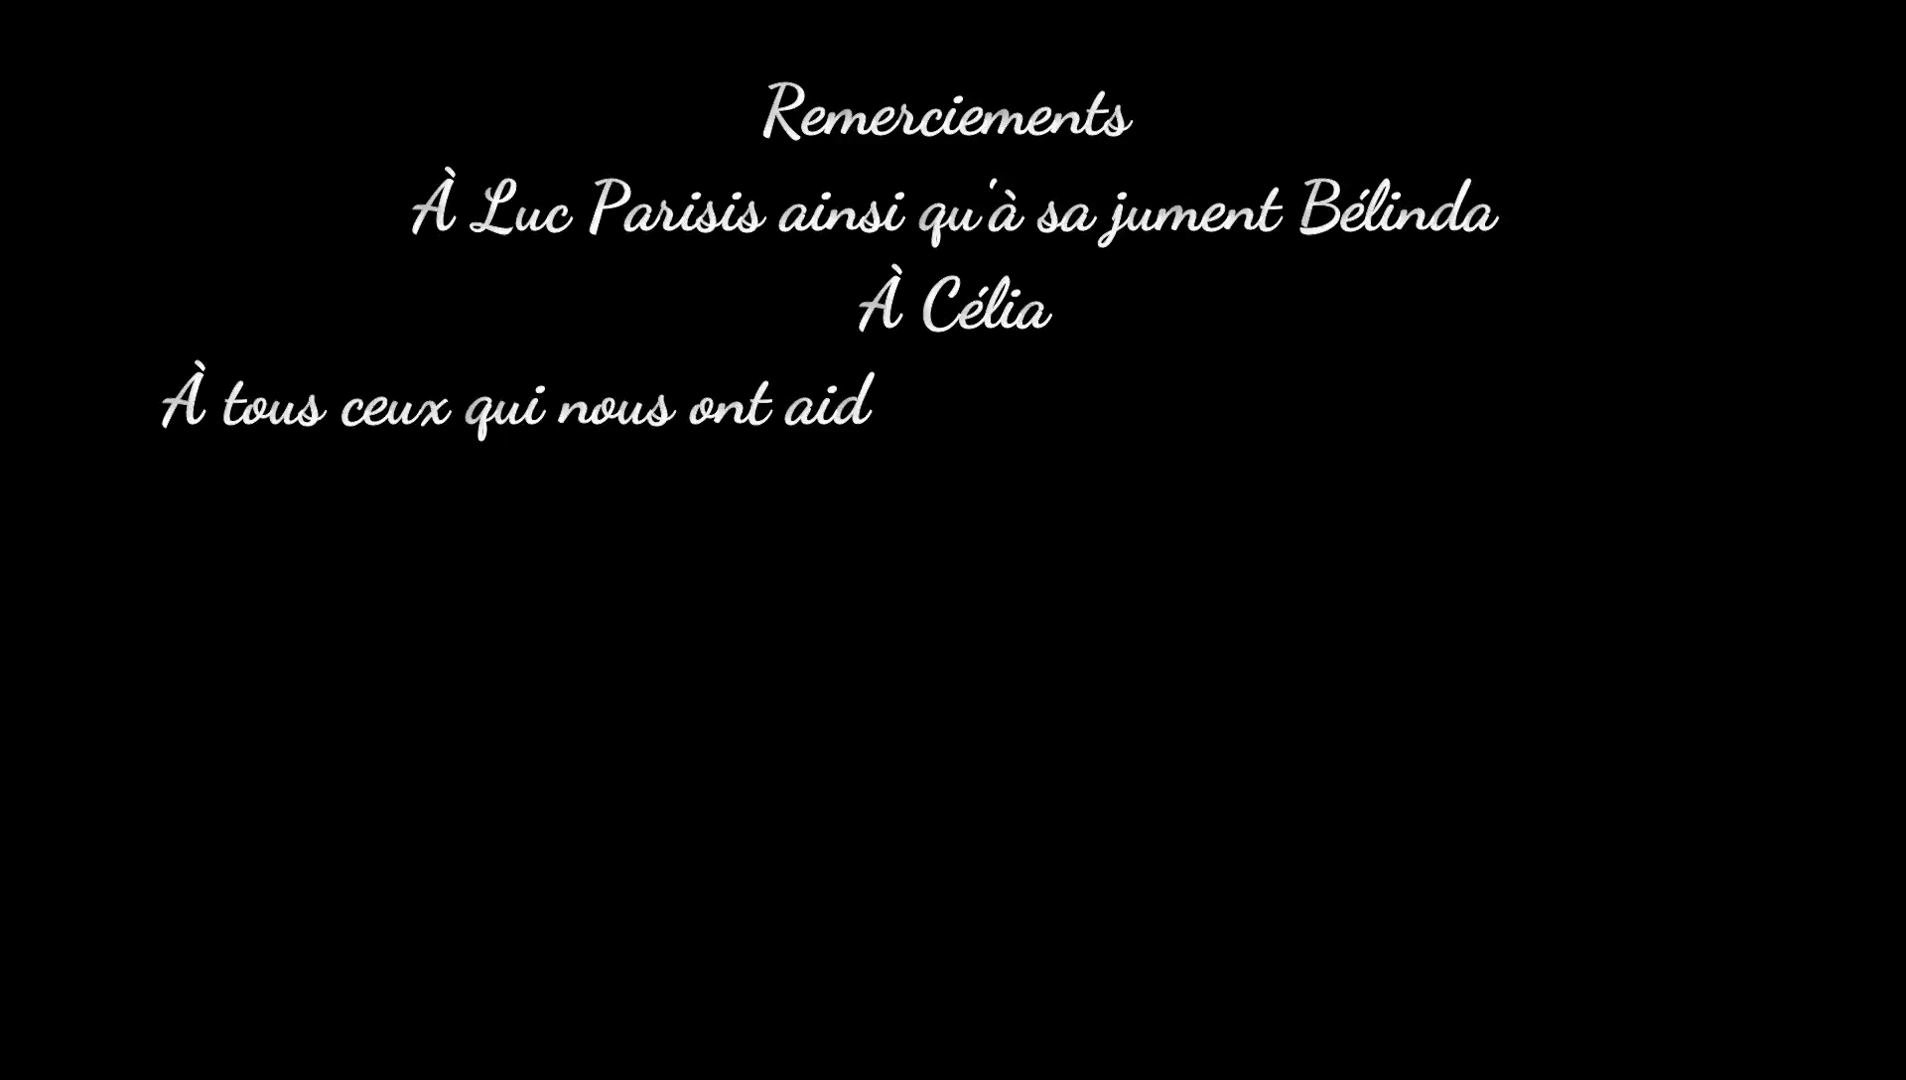 Remerciements
À Luc Parisis ainsi qu'à sa jument Bélinda
À Célia
À tous ceux qui nous ont aid